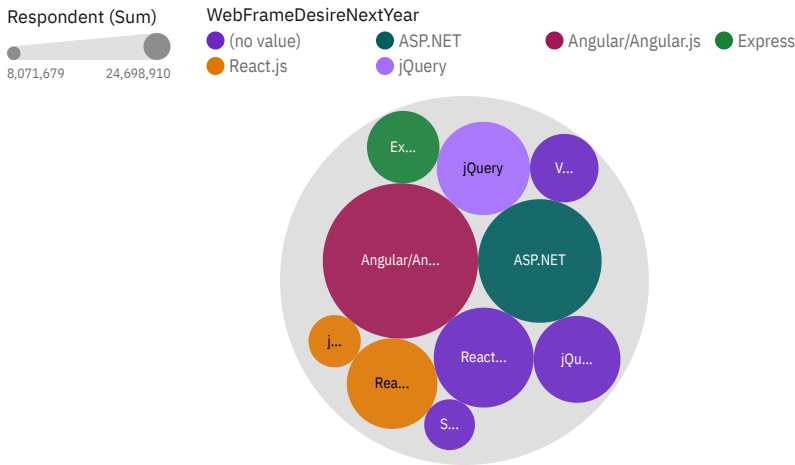 Respondent (Sum)
8,071,679
24,698,910
WebFrameDesireNextYear
(no value)
ASP.NET
Angular/Angular.js
Express
React.js
jQuery
Ex...
jQuery
V...
Angular/An...
ASP.NET
j...
React...
jQu...
Rea...
S...